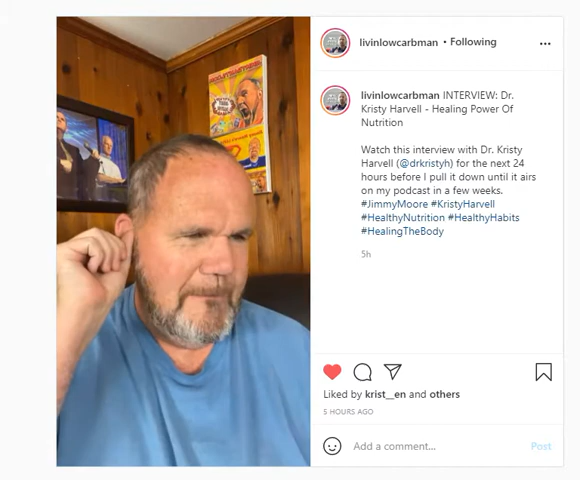 livinlowcarbman • Following
livinlowcarbman INTERVIEW: Dr.
Kristy Harvell - Healing Power Of
Nutrition
Watch this interview with Dr. Kristy
Harvell (@drkristyh) for the next 24
hours before I pull it down until it airs
on my podcast in a few weeks.
#JimmyMoore #KristyHarvell
#HealthyNutrition #HealthyHabits
#HealingTheBody
5h
Liked by krist__en and others
5 HOURS AGO
Add a comment...
Post